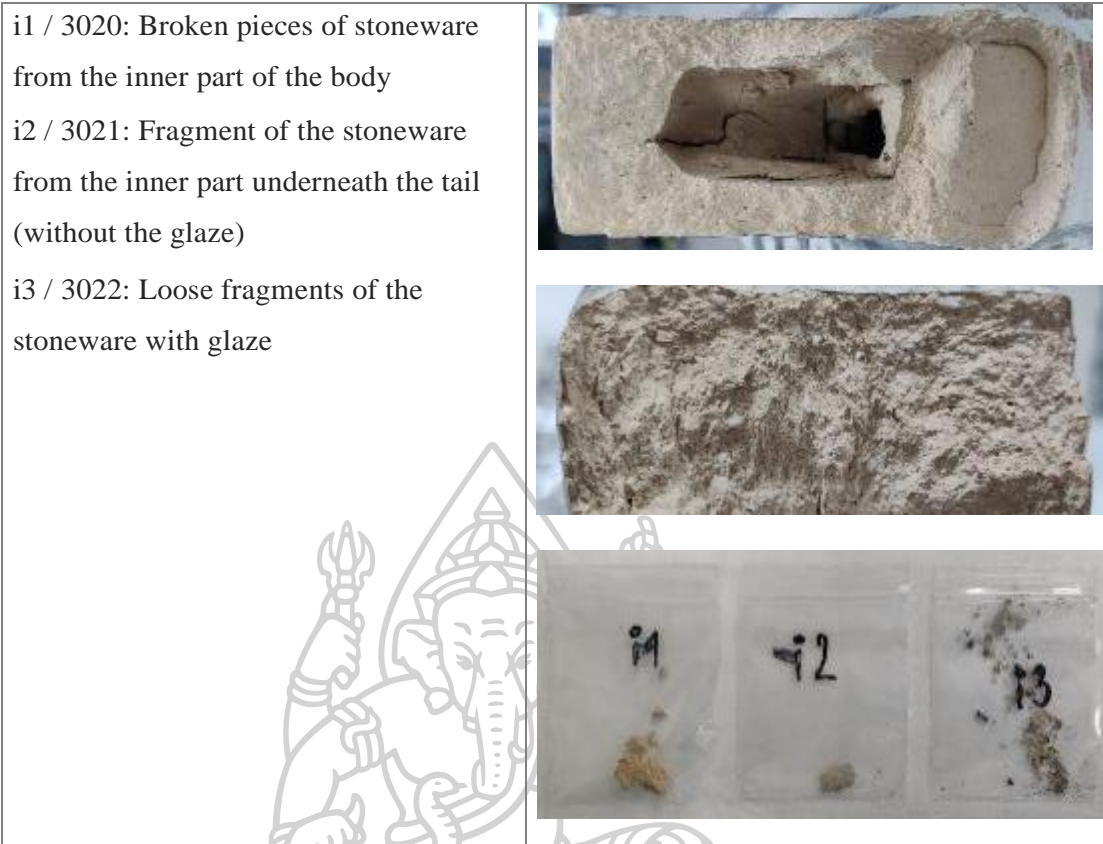 i1 / 3020: Broken pieces of stoneware
from the inner part of the body
i2 / 3021: Fragment of the stoneware
from the inner part underneath the tail
(without the glaze)
i3 / 3022: Loose fragments of the
stoneware with glaze
i1
i2
i3